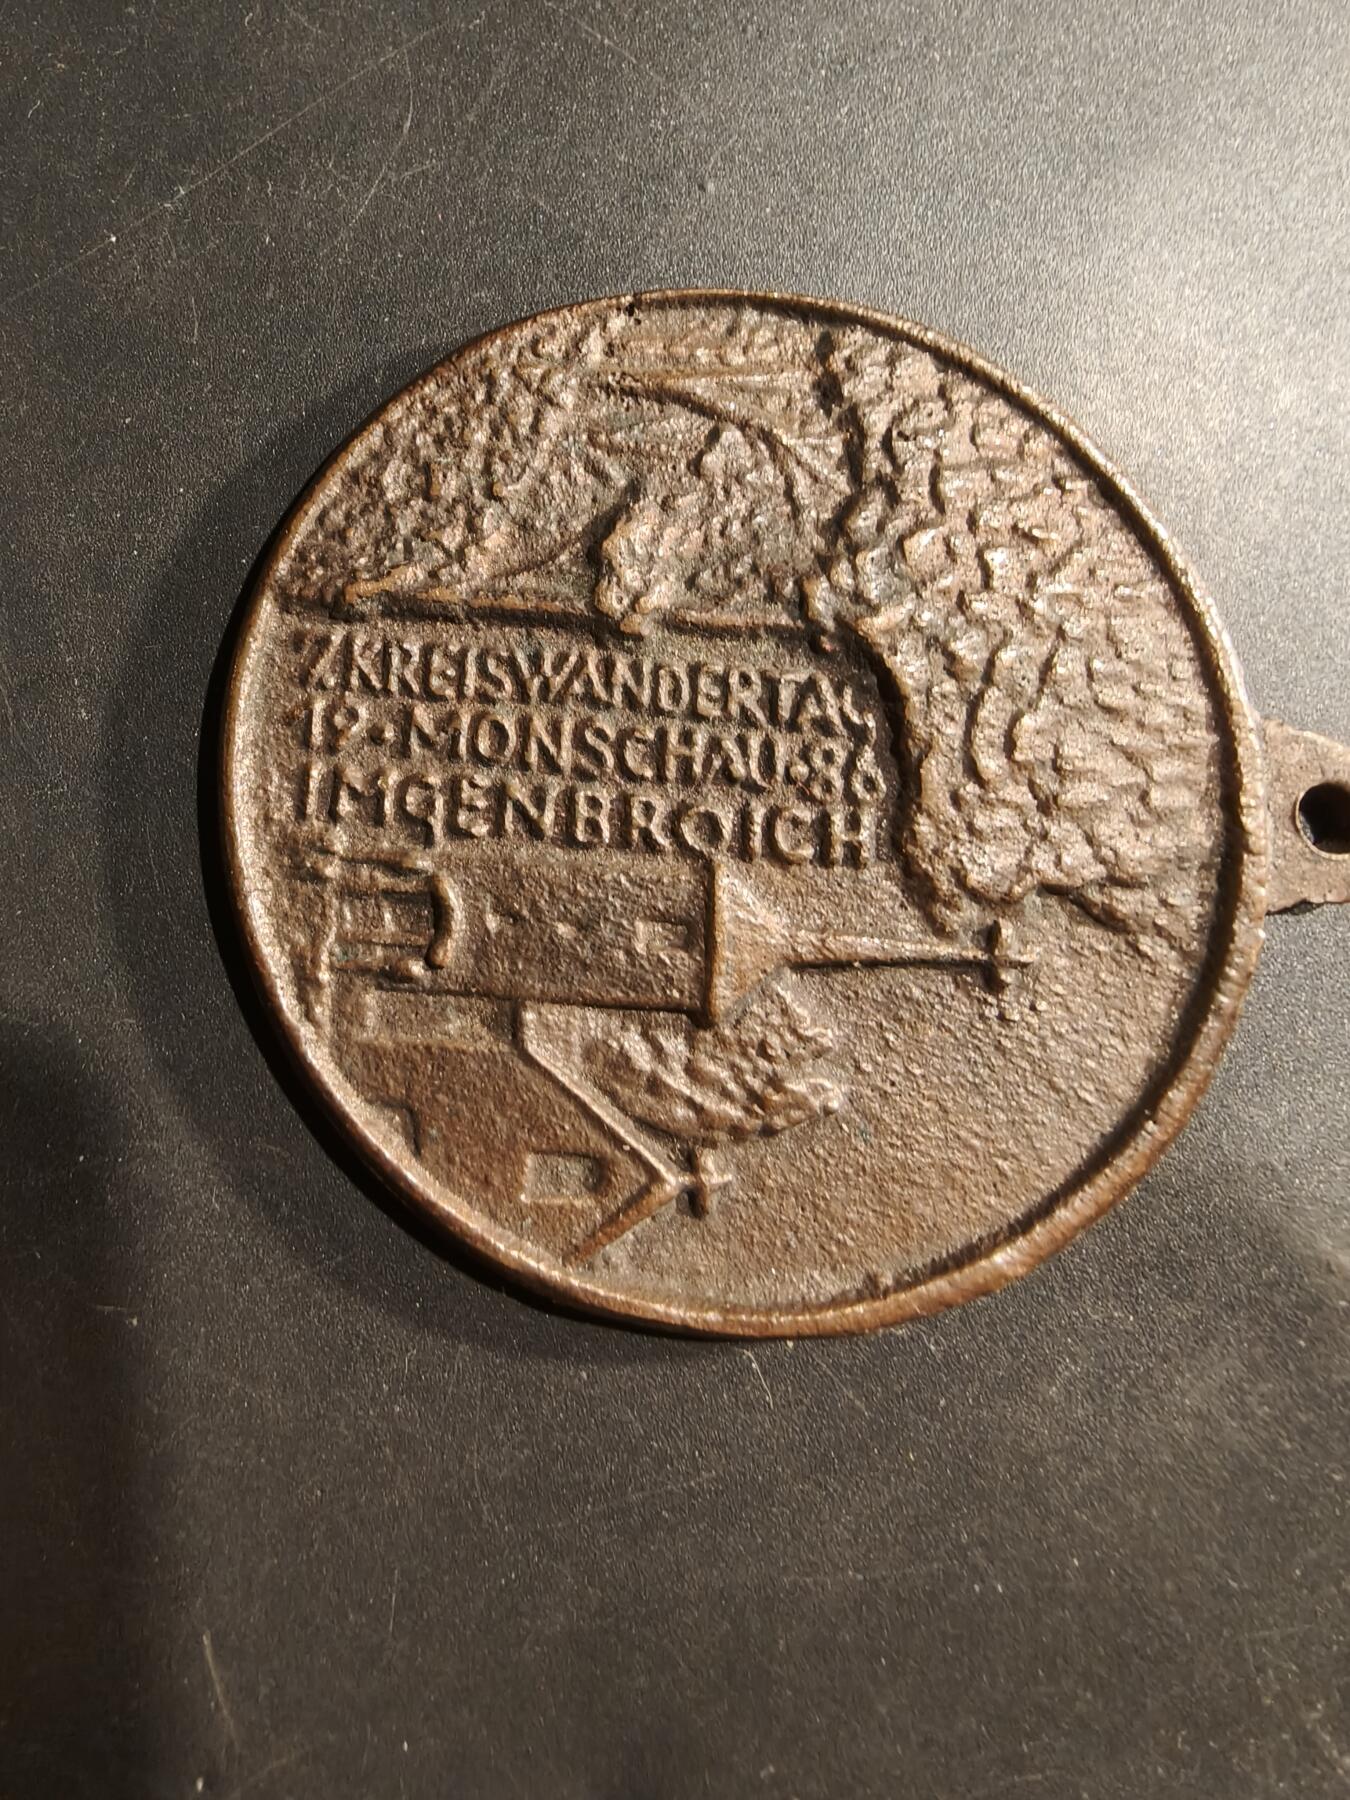 7.KREISWANDERTAG
19·MONSCHAU·86
IMGENBROICH